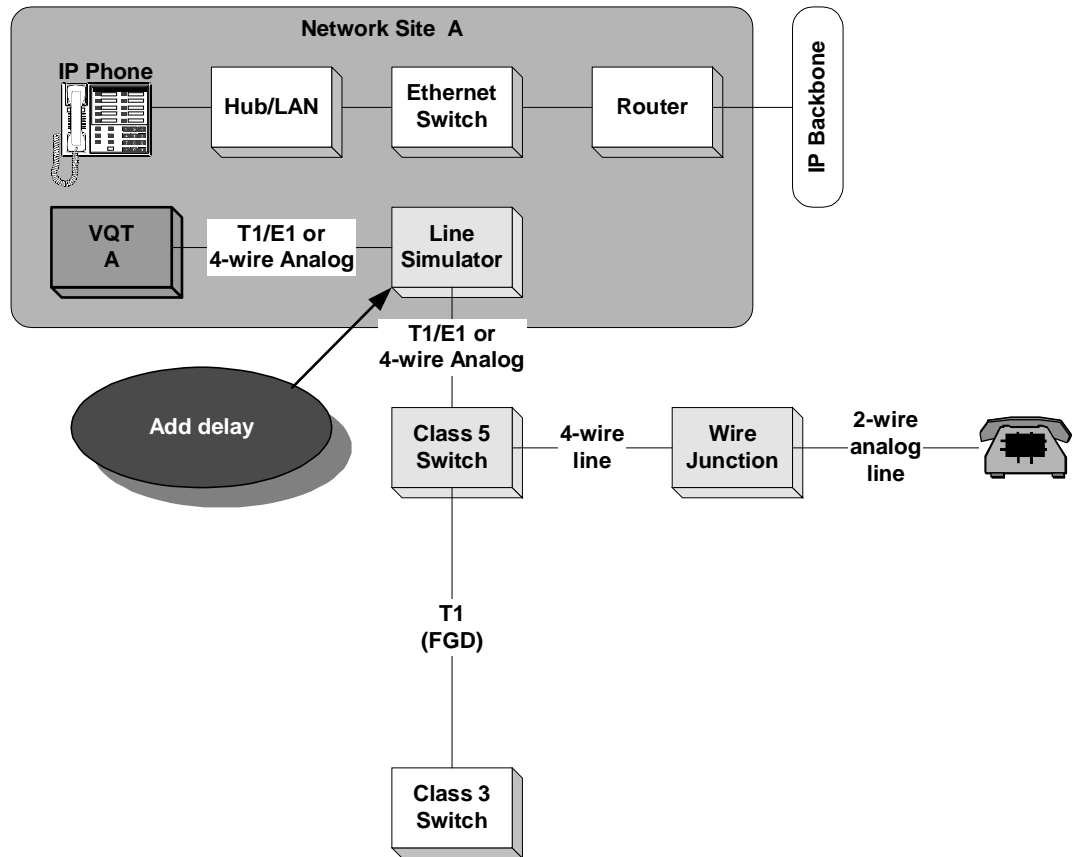 Network Site A
IP Phone
Hub/LAN
Ethernet
Switch
Router
IP Backbone
VQT
A
T1/E1 or
4-wire Analog
Line
Simulator
T1/E1 or
4-wire Analog
Add delay
Class 5
Switch
4-wire
line
Wire
Junction
2-wire
analog
line
T1
(FGD)
Class 3
Switch